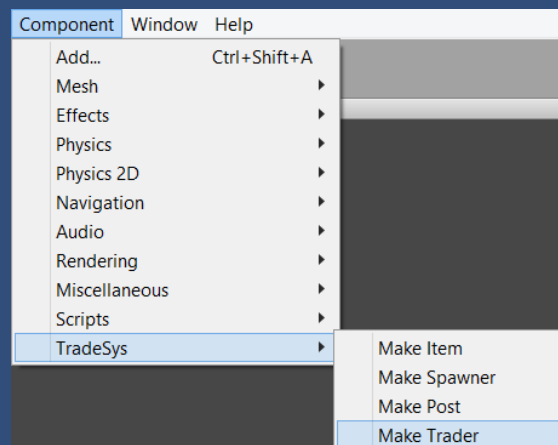 Component Window Help
Add... Ctrl+Shift+A
Mesh
Effects
Physics
Physics 2D
Navigation
Audio
Rendering
Miscellaneous
Scripts
TradeSys
Make Item
Make Spawner
Make Post
Make Trader